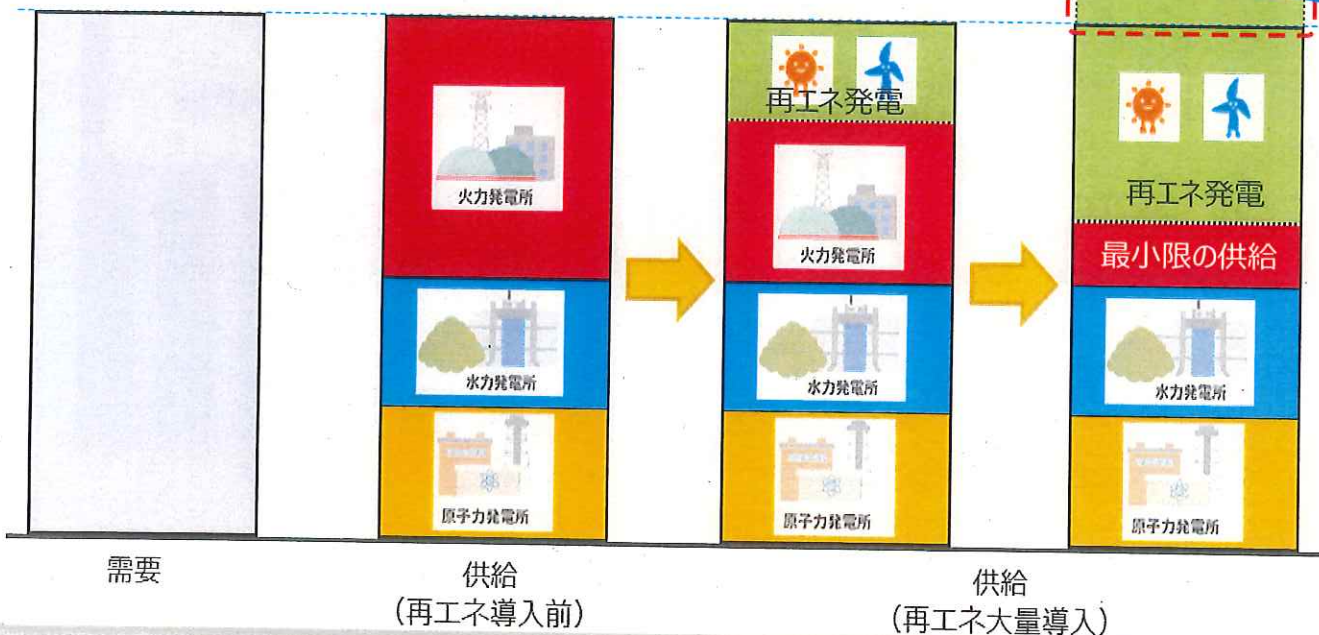 火力発電所
水力発電所
原子力発電所
再エネ発電
火力発電所
水力発電所
原子力発電所
再エネ発電
最小限の供給
水力発電所
原子力発電所
需要
供給
（再エネ導入前）
供給
（再エネ大量導入）